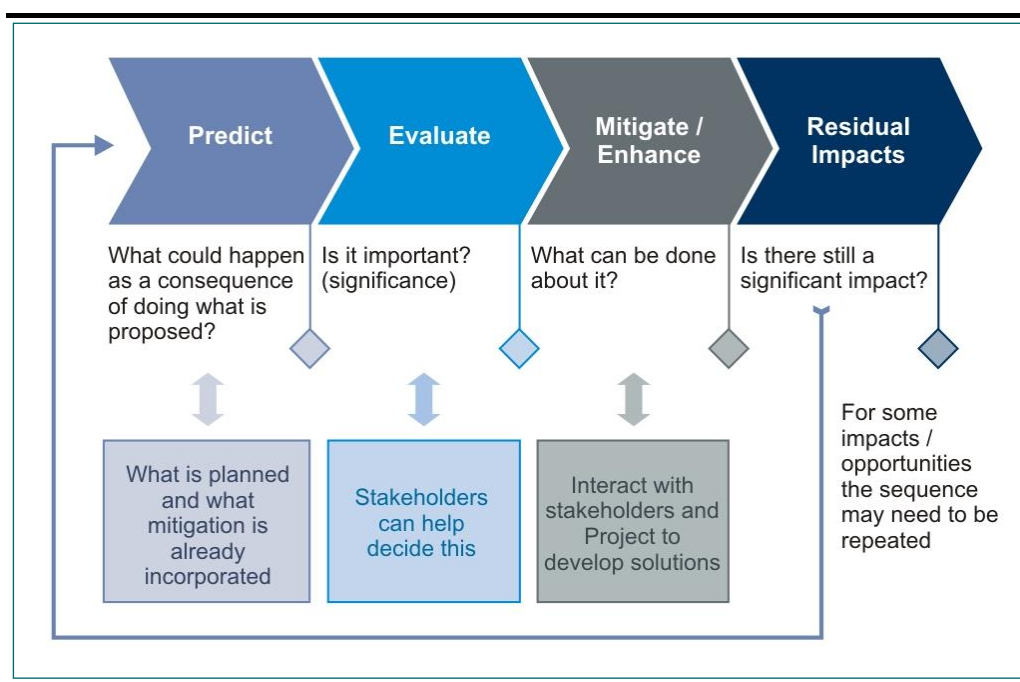 Predict
Evaluate
Mitigate /
Enhance
Residual
Impacts
What could happen
as a consequence
of doing what is
proposed?
Is it important?
(significance)
What can be done
about it?
Is there still a
significant impact?
What is planned
and what
mitigation is
already
incorporated
Stakeholders
can help
decide this
Interact with
stakeholders and
Project to
develop solutions
For some
impacts /
opportunities
the sequence
may need to be
repeated